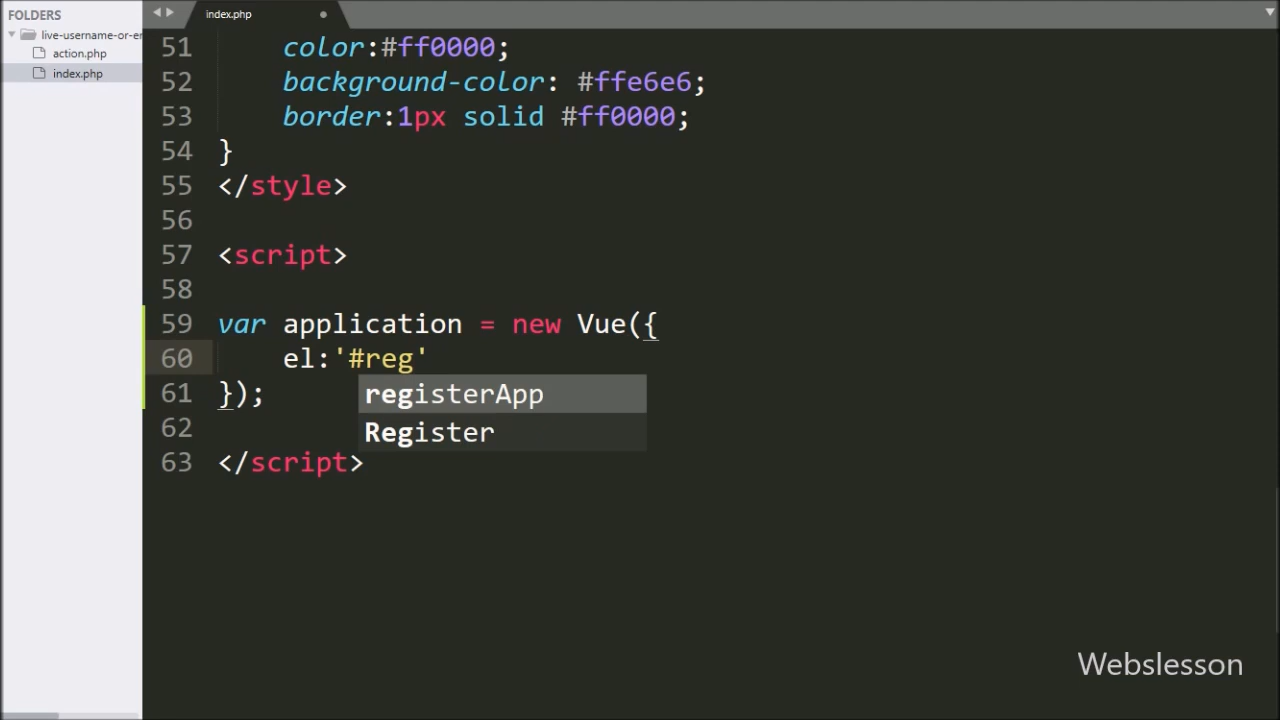 FOLDERS
live-username-or-er
action.php
index.php
index.php
51 color:#ff0000;
52 background-color: #ffe6e6;
53 border:1px solid #ff0000;
54 }
55 </style>
56
57 <script>
58
59 var application = new Vue({
60 el:'#reg'
61 });
registerApp
Register
62
63 </script>
Webslesson